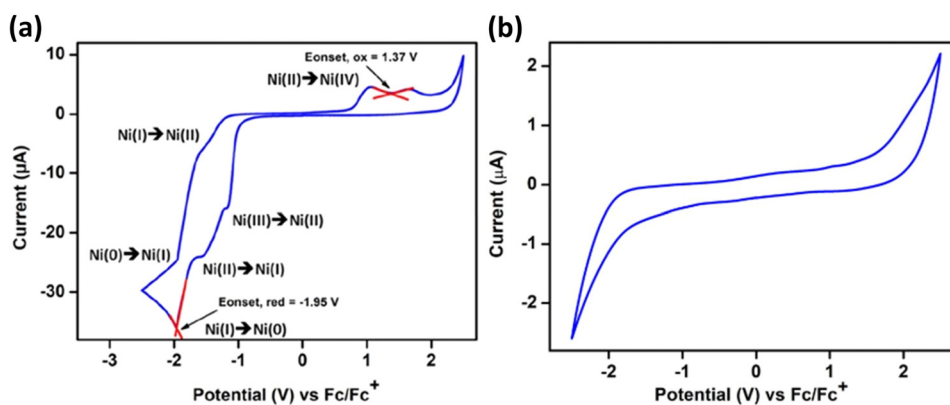 (a)
Eonset, ox = 1.37 V
Ni(II)➔Ni(IV)
Ni(I)➔Ni(II)
Ni(III)➔Ni(II)
Ni(0)➔Ni(I)
Ni(II)➔Ni(I)
Eonset, red = -1.95 V
Ni(I)➔Ni(0)
10
0
-10
-20
-30
Current (µA)
-3 -2 -1 0 1 2
Potential (V) vs Fc/Fc+
(b)
2
1
0
-1
-2
Current (µA)
-2 -1 0 1 2
Potential (V) vs Fc/Fc+